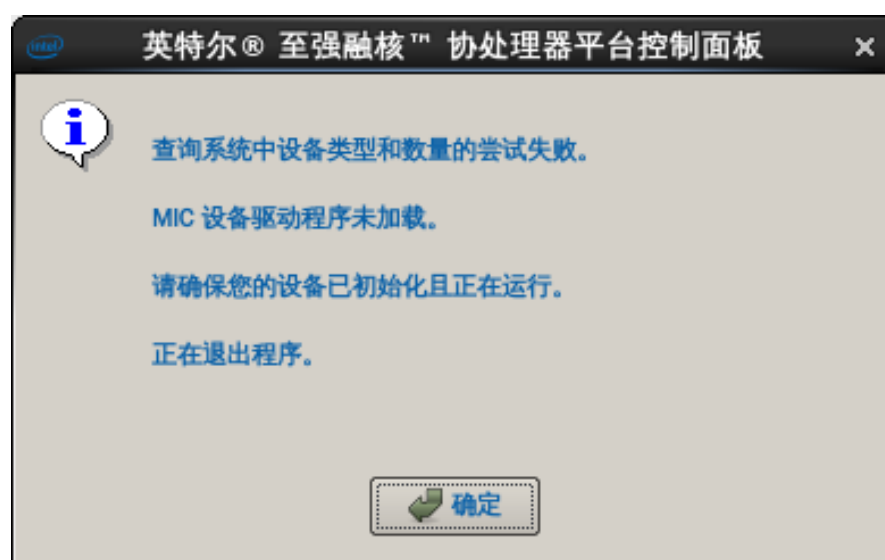 英特尔® 至强融核™ 协处理器平台控制面板
查询系统中设备类型和数量的尝试失败。
MIC 设备驱动程序未加载。
请确保您的设备已初始化且正在运行。
正在退出程序。
确定